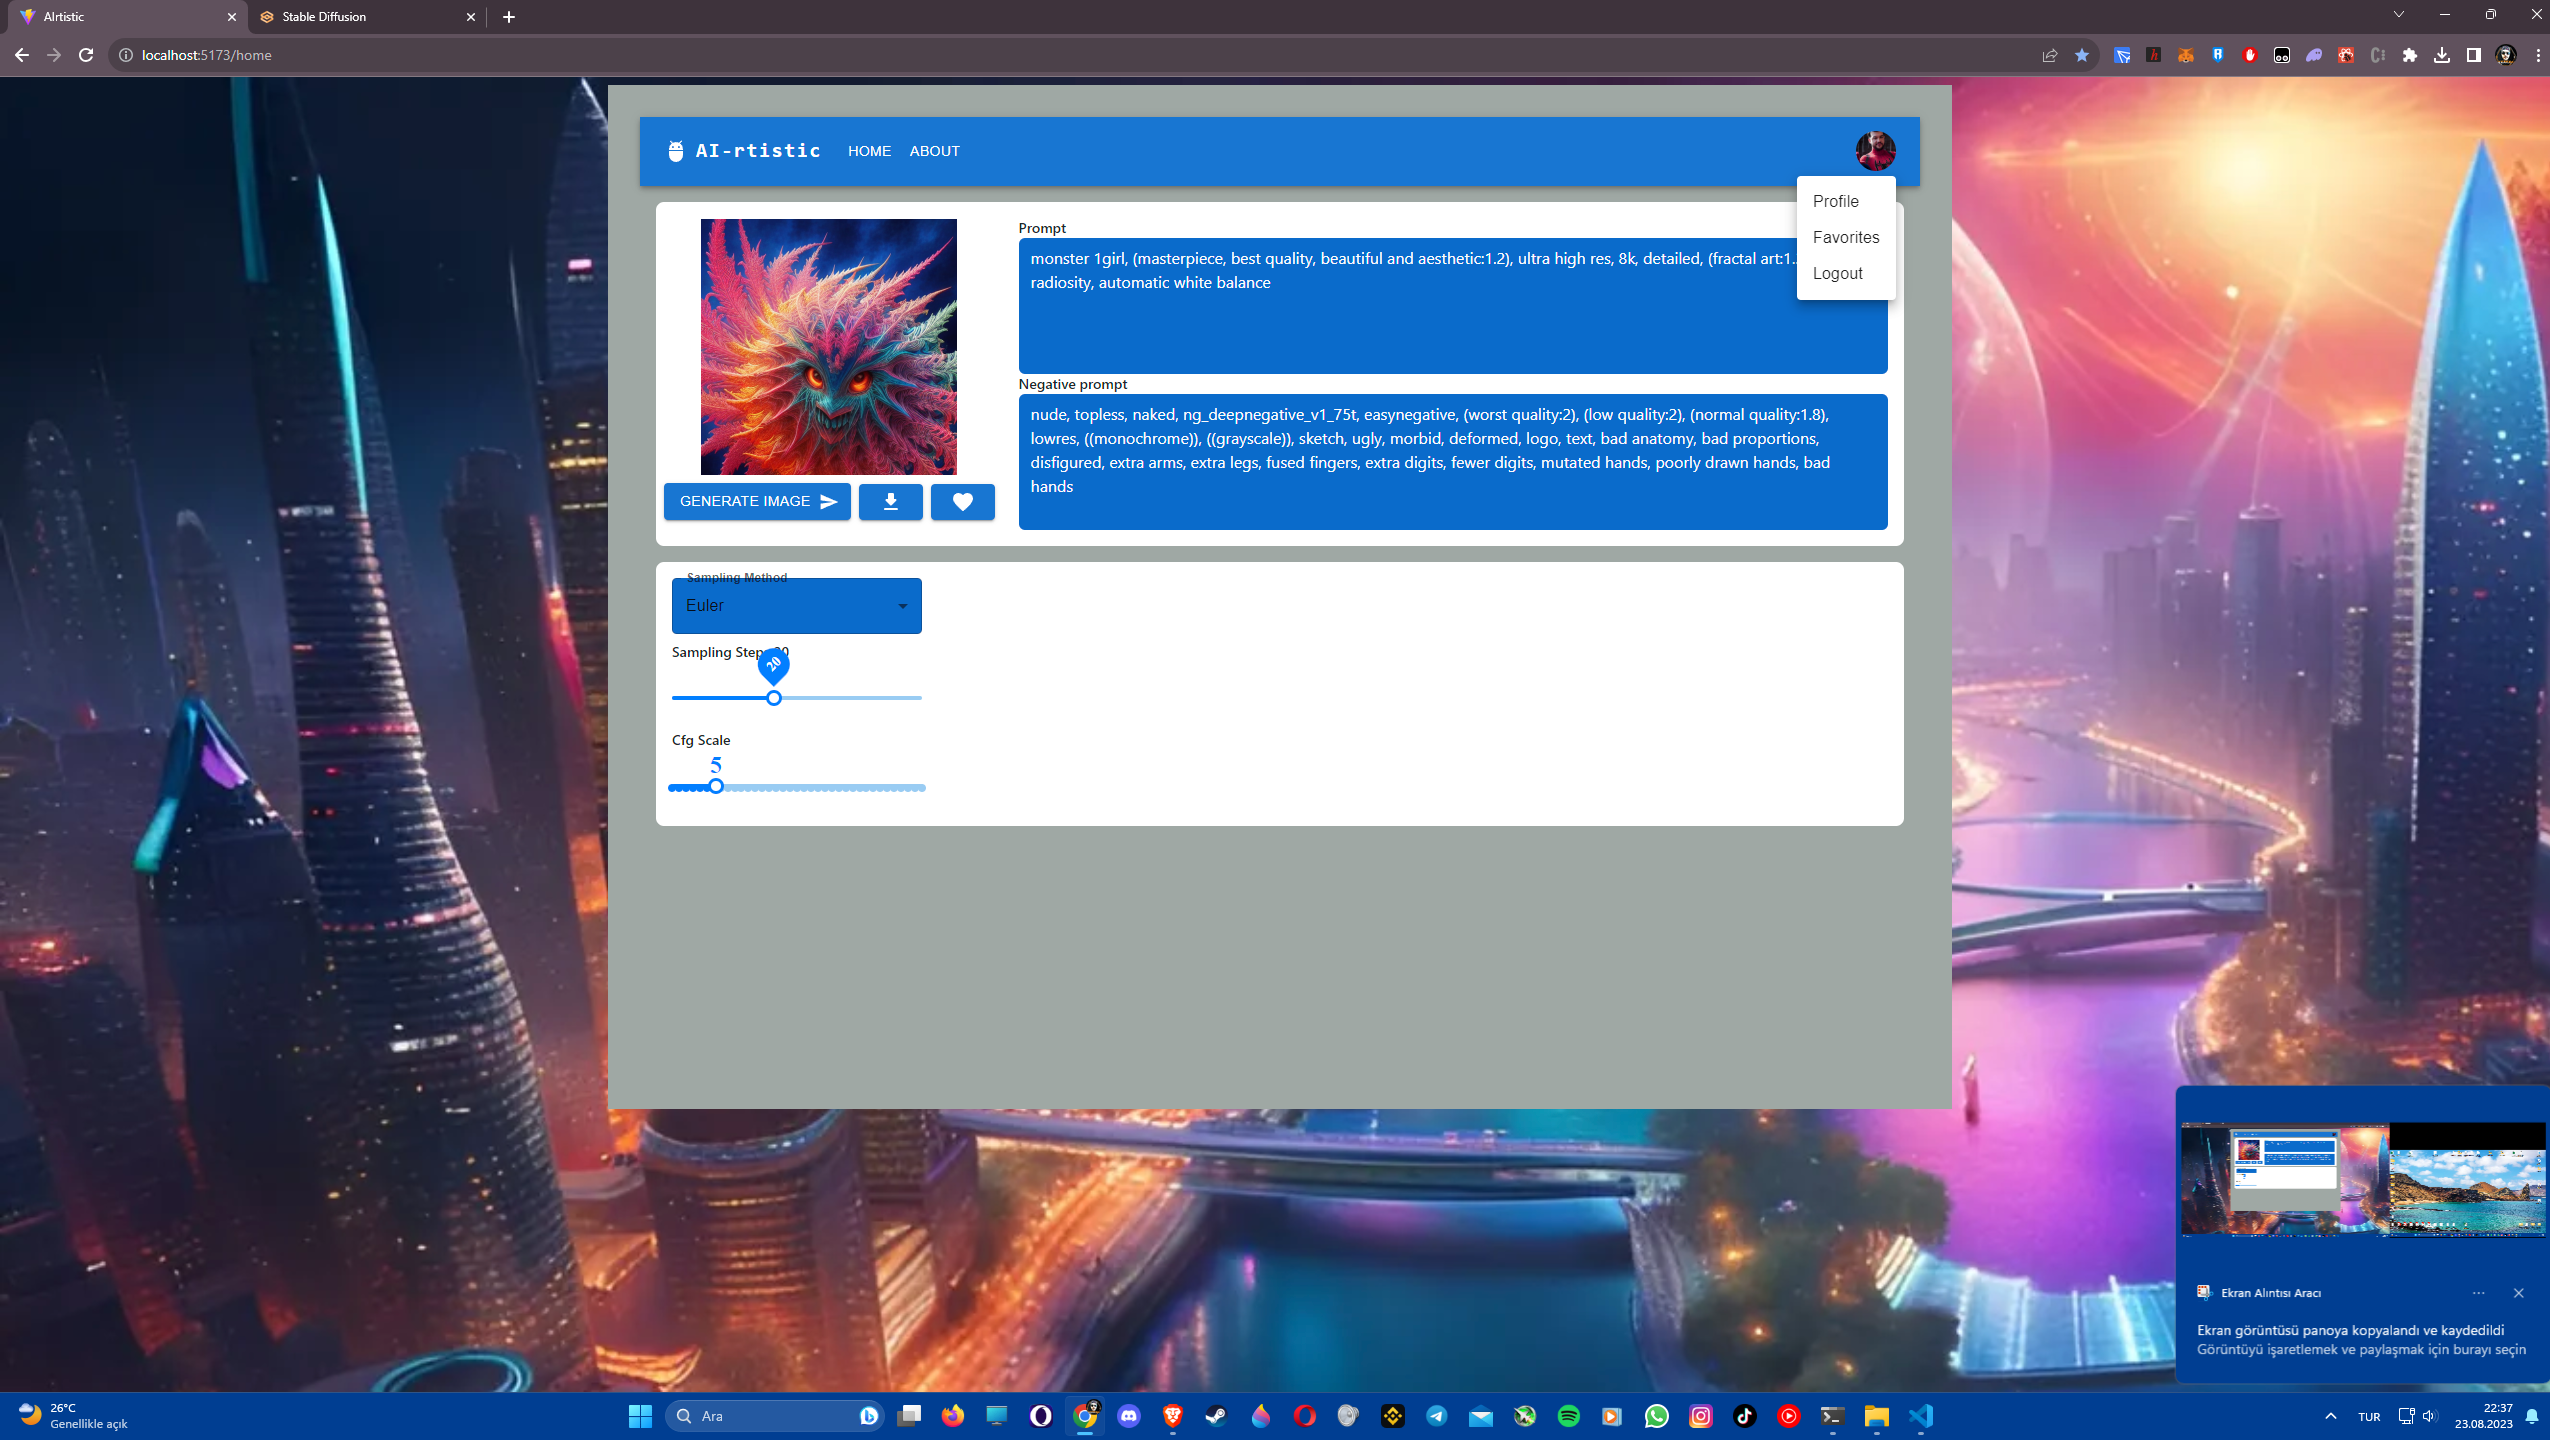 AIrtistic
Stable Diffusion
localhost:5173/home
AI-rtistic
HOME
ABOUT
Profile
Favorites
Logout
Prompt
monster 1girl, (masterpiece, best quality, beautiful and aesthetic:1.2), ultra high res, 8k, detailed, (fractal art:1.
radiosity, automatic white balance
Negative prompt
nude, topless, naked, ng_deepnegative_v1_75t, easynegative, (worst quality:2), (low quality:2), (normal quality:1.8),
lowres, ((monochrome)), ((grayscale)), sketch, ugly, morbid, deformed, logo, text, bad anatomy, bad proportions,
disfigured, extra arms, extra legs, fused fingers, extra digits, fewer digits, mutated hands, poorly drawn hands, bad
hands
GENERATE IMAGE
Sampling Method
Euler
Sampling Steps 20
20
Cfg Scale
5
Ekran Alıntısı Aracı
Ekran görüntüsü panoya kopyalandı ve kaydedildi
Görüntüyü işaretlemek ve paylaşmak için burayı seçin
26°C
Genellikle açık
Ara
TUR
22:37
23.08.2023